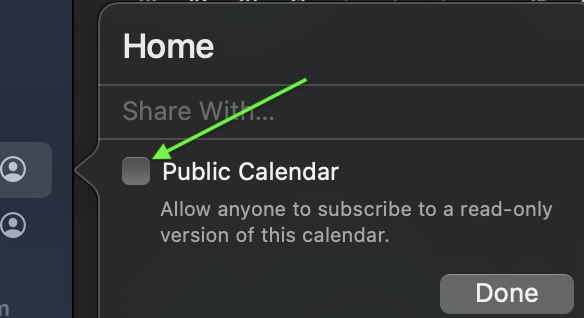 Home
Share With...
Public Calendar
Allow anyone to subscribe to a read-only
version of this calendar.
Done